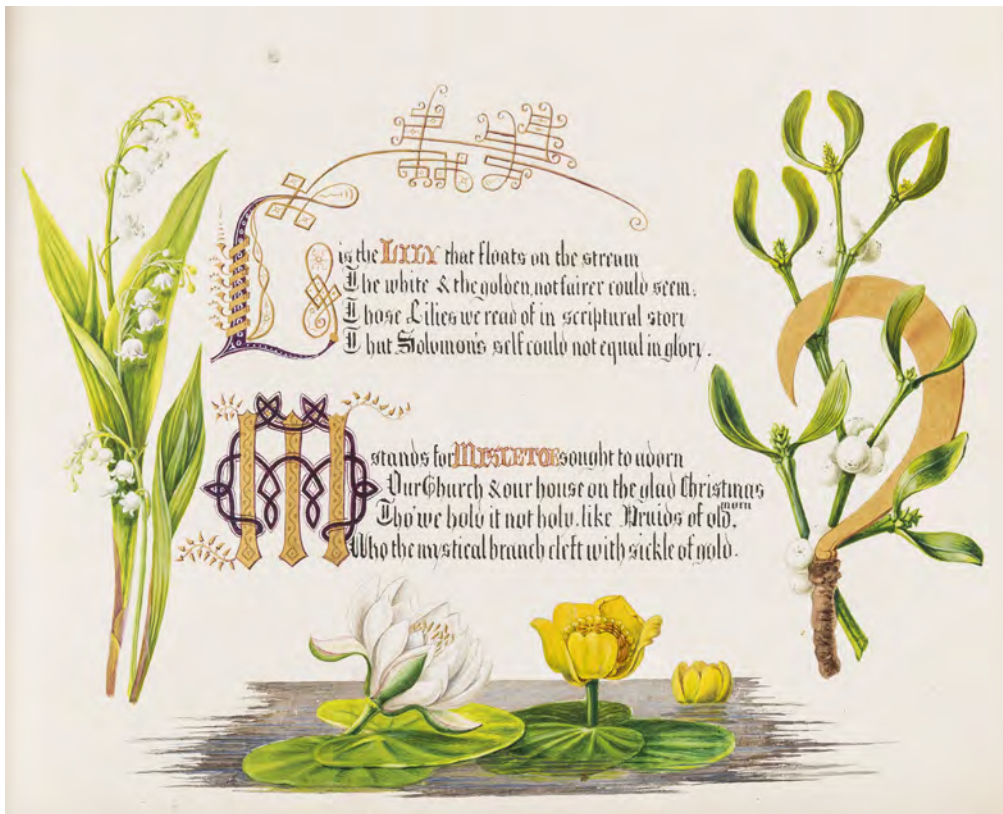 L is the LILY that floats on the stream
The white & the golden, not fairer could seem;
Those Lilies we read of in scriptural story
That Solomon's self could not equal in glory.
M stands for MISLETOE sought to adorn
Our Church & our house on the glad Christmas morn
Tho' we hold it not holy, like Druids of old,
Who the mystical branch cleft with sickle of gold.